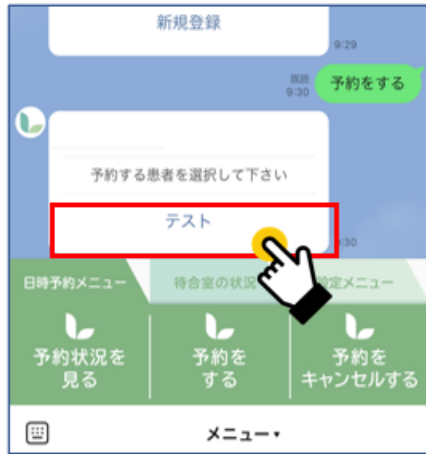 新規登録
9:29
既読
9:30
予約をする
予約する患者を選択して下さい
テスト
:30
日時予約メニュー
待合室の状況
設定メニュー
予約状況を
見る
予約を
する
予約を
キャンセルする
メニュー▾